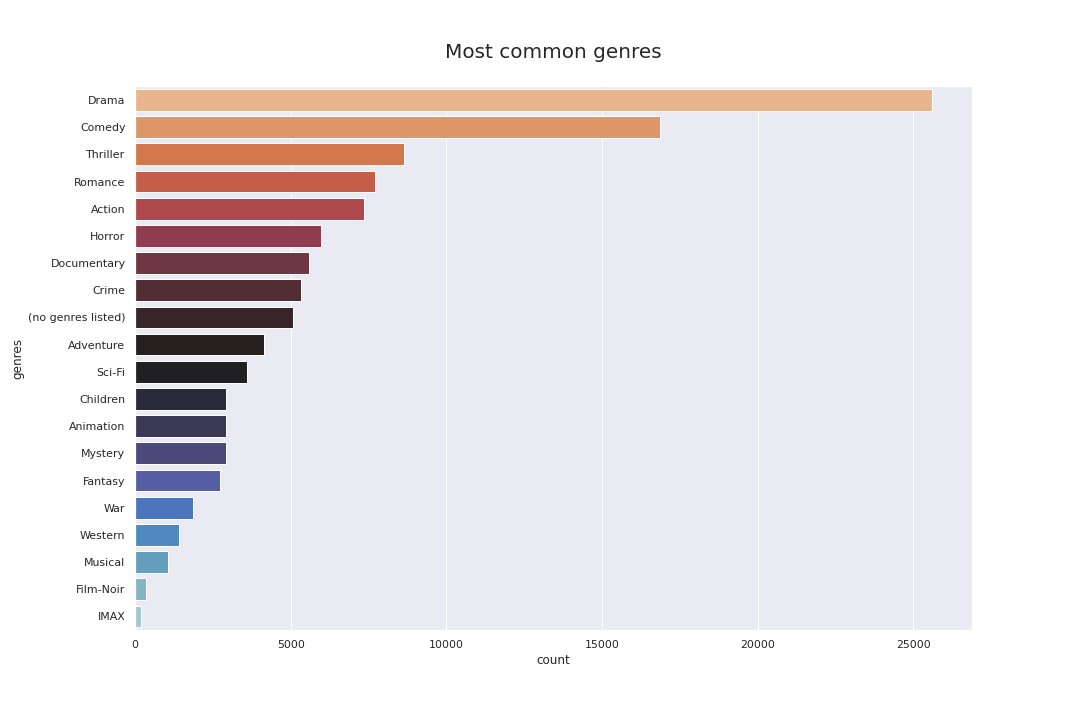 Most common genres
Drama
Comedy
Thriller
Romance
Action
Horror
Documentary
Crime
(no genres listed)
Adventure
Sci-Fi
Children
Animation
Mystery
Fantasy
War
Western
Musical
Film-Noir
IMAX
genres
0 5000 10000 15000 20000 25000
count